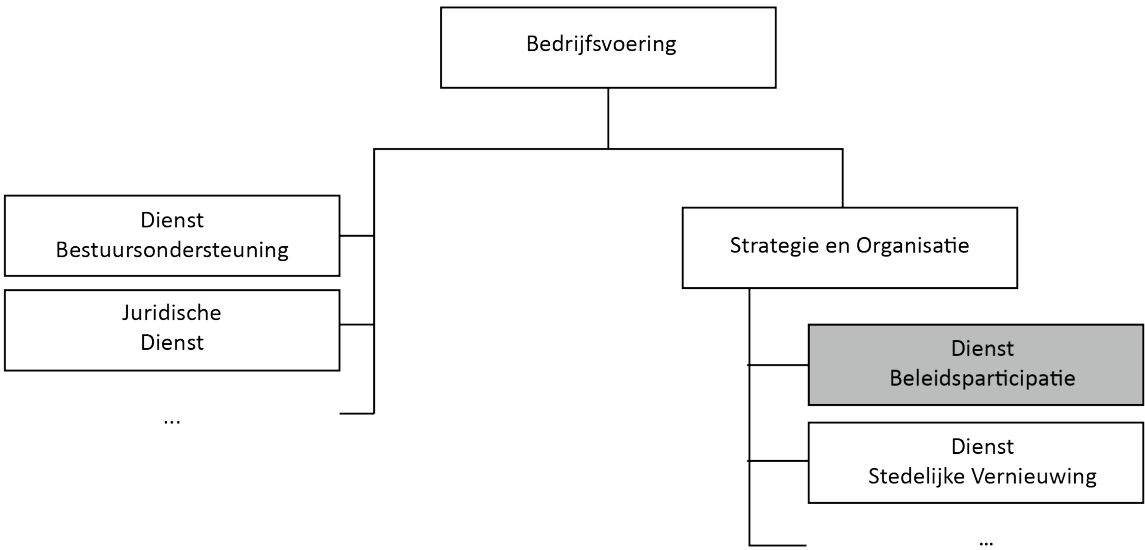 Bedrijfsvoering
Dienst
Bestuursondersteuning
Juridische
Dienst
...
Strategie en Organisatie
Dienst
Beleidsparticipatie
Dienst
Stedelijke Vernieuwing
...